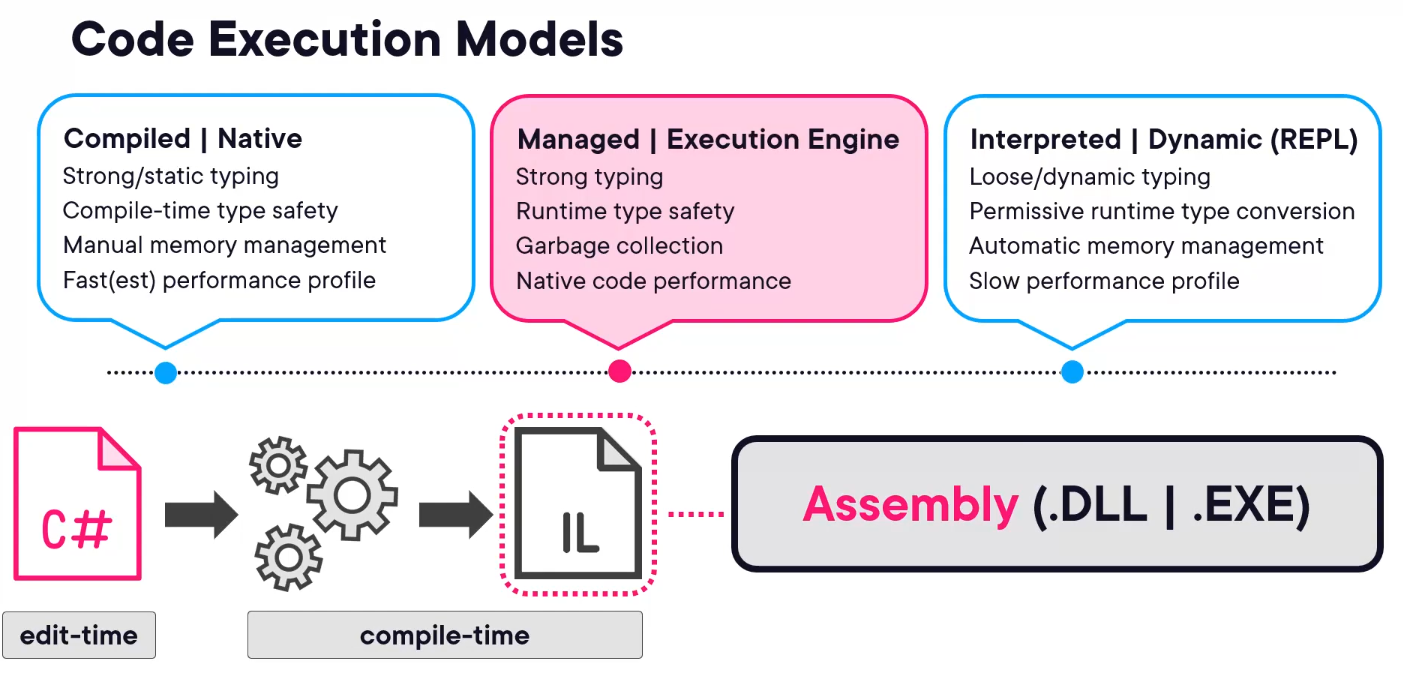 Code Execution Models
Compiled | Native
Strong/static typing
Compile-time type safety
Manual memory management
Fast(est) performance profile
Managed | Execution Engine
Strong typing
Runtime type safety
Garbage collection
Native code performance
Interpreted | Dynamic (REPL)
Loose/dynamic typing
Permissive runtime type conversion
Automatic memory management
Slow performance profile
C#
IL
Assembly (.DLL | .EXE)
edit-time
compile-time